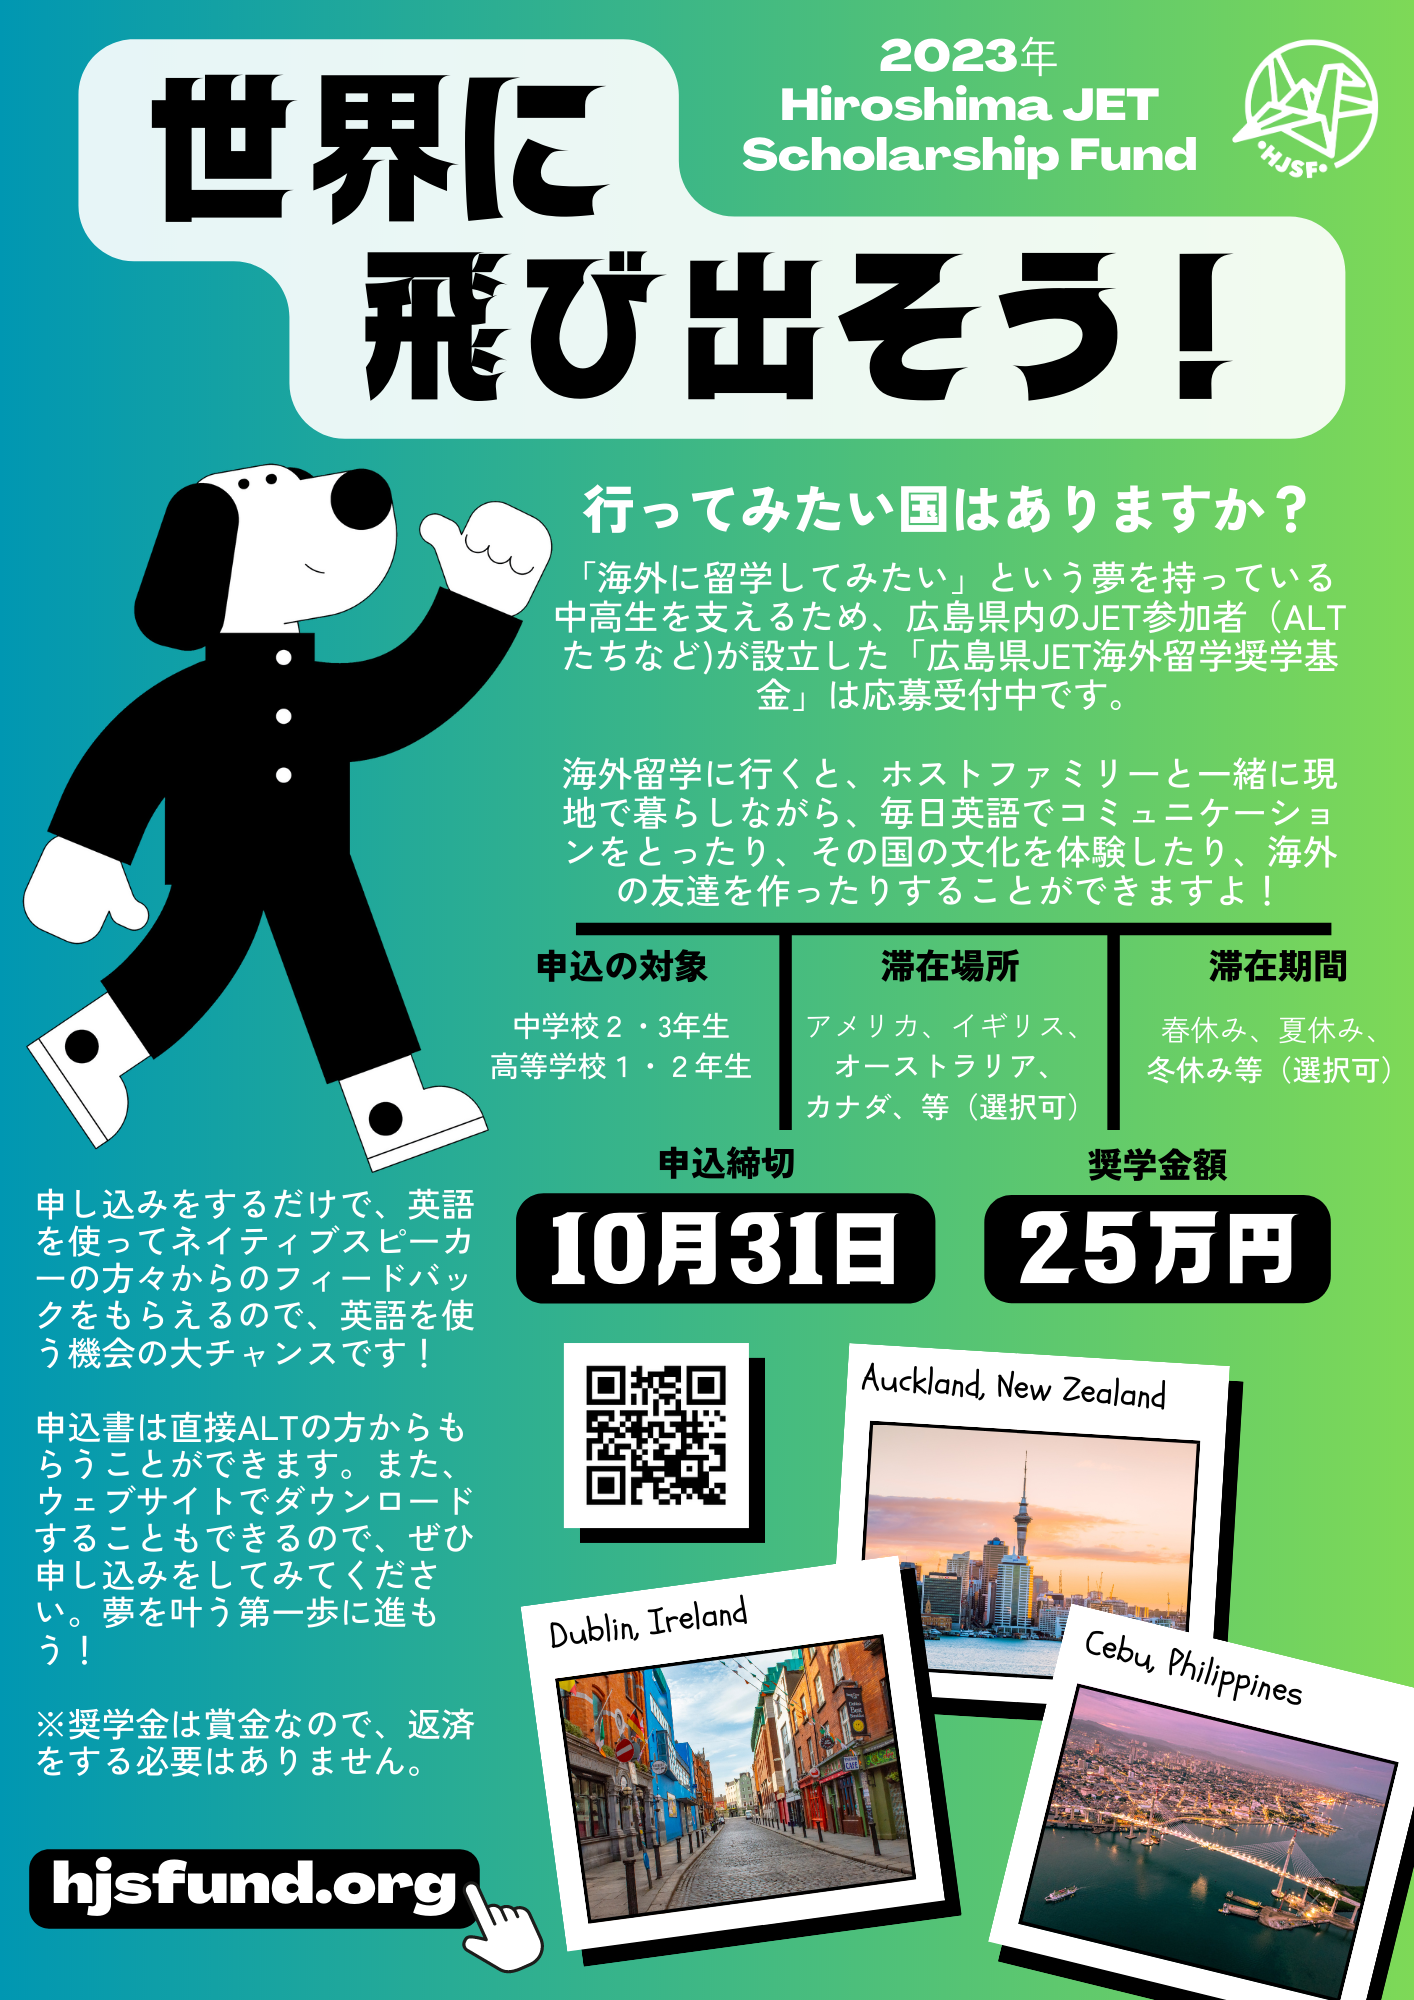 2023年
Hiroshima JET
Scholarship Fund
•HJSF•
世界に
飛び出そう！
行ってみたい国はありますか？
「海外に留学してみたい」という夢を持っている
中高生を支えるため、広島県内のJET参加者（ALT
たちなど)が設立した「広島県JET海外留学奨学基
金」は応募受付中です。
海外留学に行くと、ホストファミリーと一緒に現
地で暮らしながら、毎日英語でコミュニケーショ
ンをとったり、その国の文化を体験したり、海外
の友達を作ったりすることができますよ！
申込の対象
中学校２・3年生
高等学校１・２年生
滞在場所
アメリカ、イギリス、
オーストラリア、
カナダ、等（選択可）
滞在期間
春休み、夏休み、
冬休み等（選択可）
申込締切
10月31日
奨学金額
25万円
申し込みをするだけで、英語
を使ってネイティブスピーカ
ーの方々からのフィードバッ
クをもらえるので、英語を使
う機会の大チャンスです！
申込書は直接ALTの方からも
らうことができます。また、
ウェブサイトでダウンロード
することもできるので、ぜひ
申し込みをしてみてくださ
い。夢を叶う第一歩に進も
う！
※奨学金は賞金なので、返済
をする必要はありません。
hjsfund.org
Auckland, New Zealand
Dublin, Ireland
Cebu, Philippines